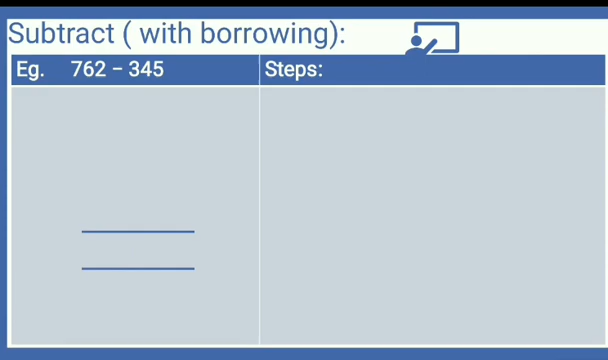 Subtract ( with borrowing):
Eg. 762 – 345 Steps: